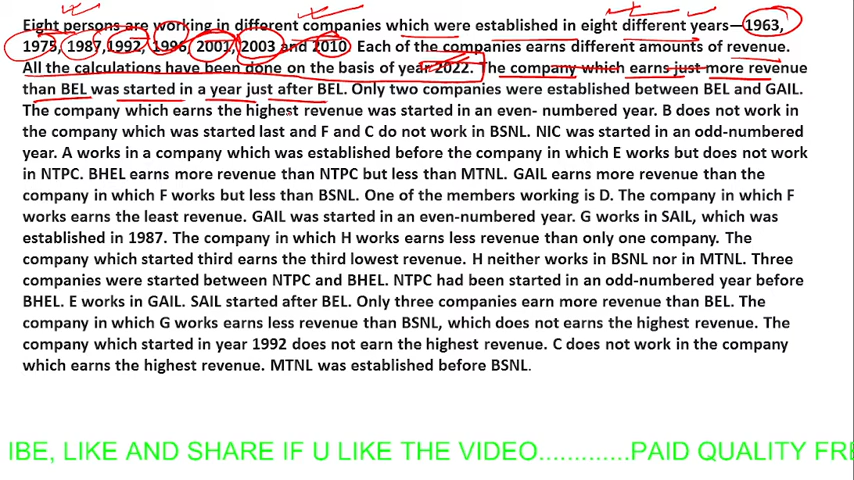 Eight persons are working in different companies which were established in eight different years—1963,
1975, 1987,1992, 1996, 2001, 2003 and 2010. Each of the companies earns different amounts of revenue.
All the calculations have been done on the basis of year 2022. The company which earns just more revenue
than BEL was started in a year just after BEL. Only two companies were established between BEL and GAIL.
The company which earns the highest revenue was started in an even- numbered year. B does not work in
the company which was started last and F and C do not work in BSNL. NIC was started in an odd-numbered
year. A works in a company which was established before the company in which E works but does not work
in NTPC. BHEL earns more revenue than NTPC but less than MTNL. GAIL earns more revenue than the
company in which F works but less than BSNL. One of the members working is D. The company in which F
works earns the least revenue. GAIL was started in an even-numbered year. G works in SAIL, which was
established in 1987. The company in which H works earns less revenue than only one company. The
company which started third earns the third lowest revenue. H neither works in BSNL nor in MTNL. Three
companies were started between NTPC and BHEL. NTPC had been started in an odd-numbered year before
BHEL. E works in GAIL. SAIL started after BEL. Only three companies earn more revenue than BEL. The
company in which G works earns less revenue than BSNL, which does not earns the highest revenue. The
company which started in year 1992 does not earn the highest revenue. C does not work in the company
which earns the highest revenue. MTNL was established before BSNL.
IBE, LIKE AND SHARE IF U LIKE THE VIDEO.............PAID QUALITY FRE